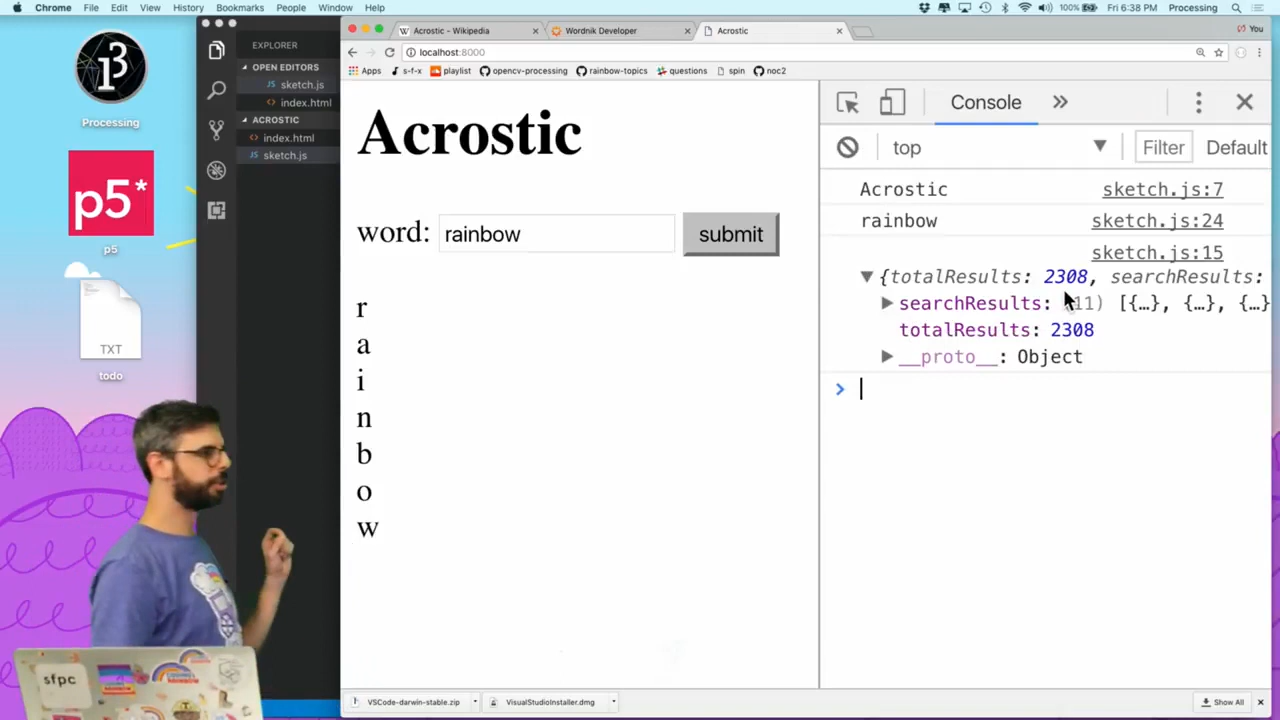 Chrome File Edit View History Bookmarks People Window Help 100% Fri 6:38 PM Processing
Acrostic - Wikipedia
Wordnik Developer
Acrostic
You
localhost:8000
Apps s-f-x playlist opencv-processing rainbow-topics questions spin noc2
Processing
p5*
p5
TXT
todo
EXPLORER
OPEN EDITORS
JS sketch.js
<> index.html
ACROSTIC
<> index.html
JS sketch.js
Acrostic
word: rainbow submit
r
a
i
n
b
o
w
Console
top Filter Default
Acrostic sketch.js:7
rainbow sketch.js:24
sketch.js:15
{totalResults: 2308, searchResults:
searchResults: 11) [{…}, {…}, {…}
totalResults: 2308
__proto__: Object
>
sfpc
VSCode-darwin-stable.zip
VisualStudioInstaller.dmg
Show All